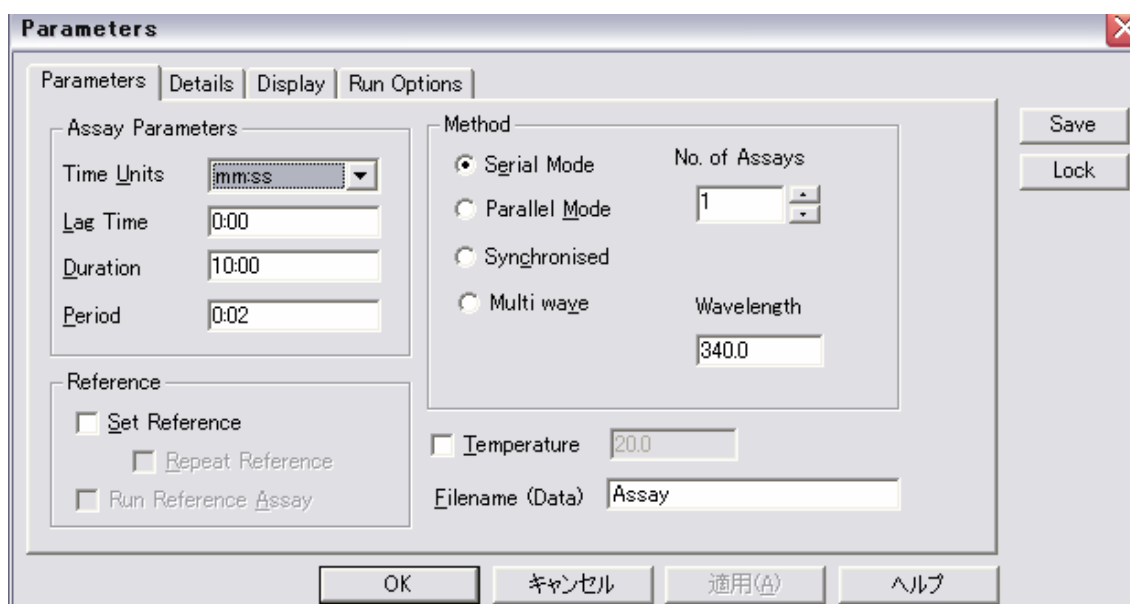 Parameters
Parameters Details Display Run Options
Assay Parameters
Time Units mm:ss
Lag Time 0:00
Duration 10:00
Period 0:02
Reference
Set Reference
Repeat Reference
Run Reference Assay
Method
Serial Mode
Parallel Mode
Synchronised
Multi wave
No. of Assays
1
Wavelength
340.0
Temperature 20.0
Filename (Data) Assay
Save
Lock
OK キャンセル 適用(A) ヘルプ